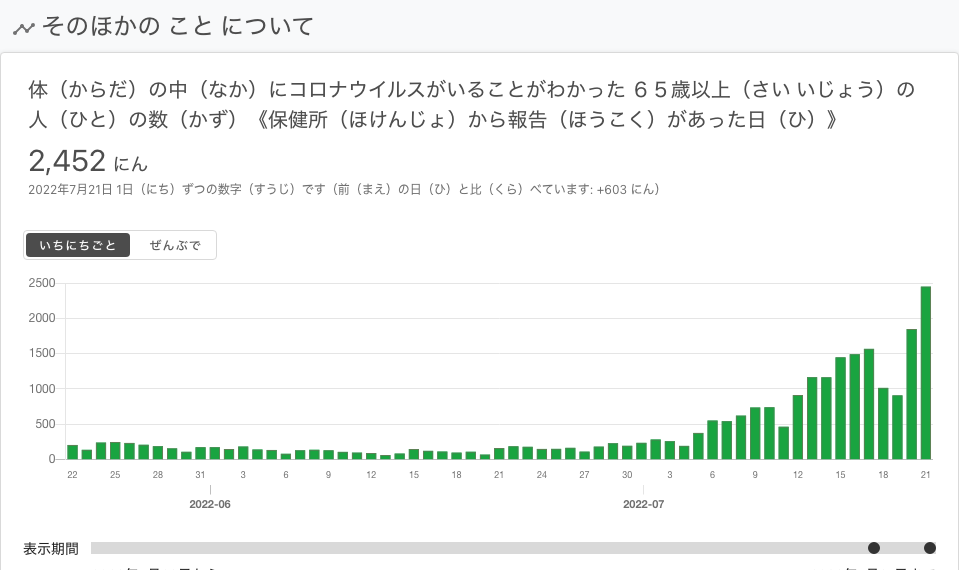 そのほかの こと について
体（からだ）の中（なか）にコロナウイルスがいることがわかった ６５歳以上（さい いじょう）の
人（ひと）の数（かず）《保健所（ほけんじょ）から報告（ほうこく）があった日（ひ）》
2,452 にん
2022年7月21日 1日（にち）ずつの数字（すうじ）です（前（まえ）の日（ひ）と比（くら）べています: +603 にん）
いちにちごと ぜんぶで
2500
2000
1500
1000
500
0
22 25 28 31 3 6 9 12 15 18 21 24 27 30 3 6 9 12 15 18 21
2022-06 2022-07
表示期間